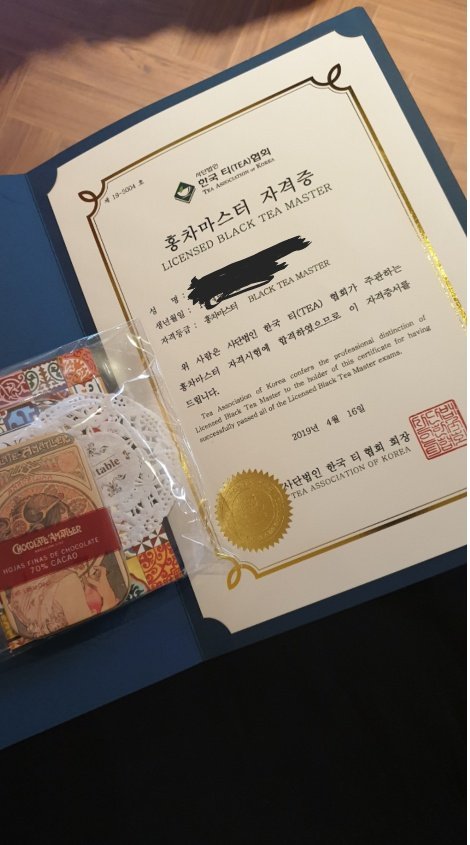 제 19-5004 호
사단법인
한국 티(TEA)협회
TEA ASSOCIATION OF KOREA
홍차마스터 자격증
LICENSED BLACK TEA MASTER
성 명 :
생년월일 :
자격등급 : 홍차마스터 BLACK TEA MASTER
위 사람은 사단법인 한국 티(TEA) 협회가 주관하는
홍차마스터 자격시험에 합격하였으므로 이 자격증서를
드립니다.
Tea Association of Korea confers the professional distinction of
Licensed Black Tea Master to the holder of this certificate for having
successfully passed all of the Licensed Black Tea Master exams.
2019년 4월 16일
사단법인 한국 티 협회 회장
TEA ASSOCIATION OF KOREA
table
CHOCOLATE AMATLLER
HOJAS FINAS DE CHOCOLATE
70% CACAO